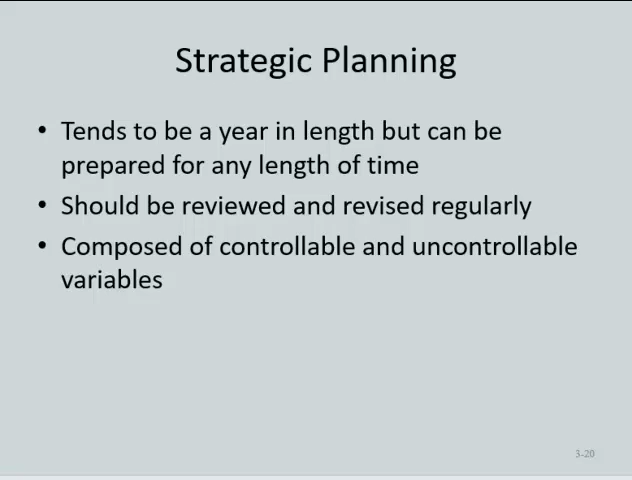 Strategic Planning
• Tends to be a year in length but can be
prepared for any length of time
• Should be reviewed and revised regularly
• Composed of controllable and uncontrollable
variables
3-20